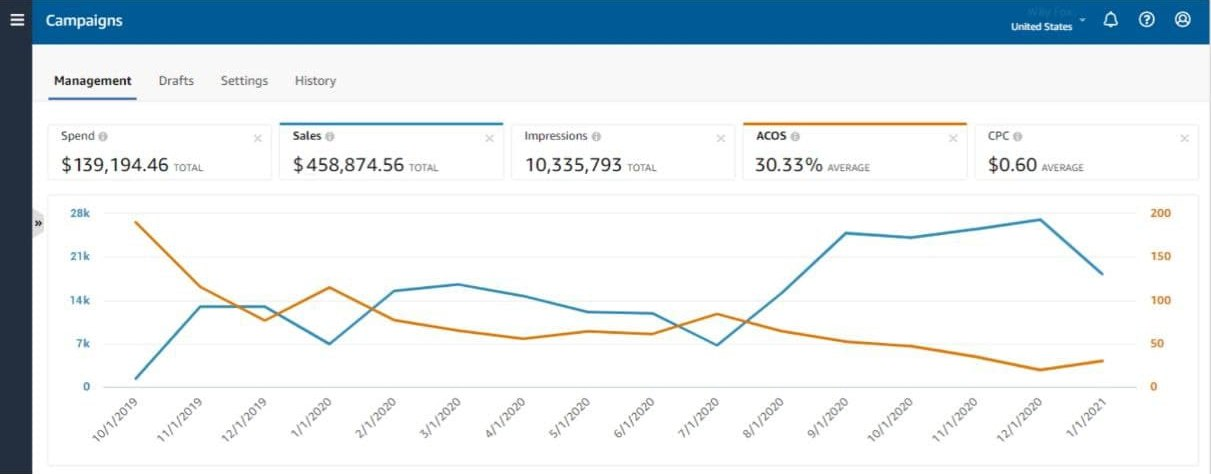 Campaigns
United States
Management Drafts Settings History
Spend
$139,194.46 TOTAL
Sales
$458,874.56 TOTAL
Impressions
10,335,793 TOTAL
ACOS
30.33% AVERAGE
CPC
$0.60 AVERAGE
28k
21k
14k
7k
0
200
150
100
50
0
10/1/2019
11/1/2019
12/1/2019
1/1/2020
2/1/2020
3/1/2020
4/1/2020
5/1/2020
6/1/2020
7/1/2020
8/1/2020
9/1/2020
10/1/2020
11/1/2020
12/1/2020
1/1/2021